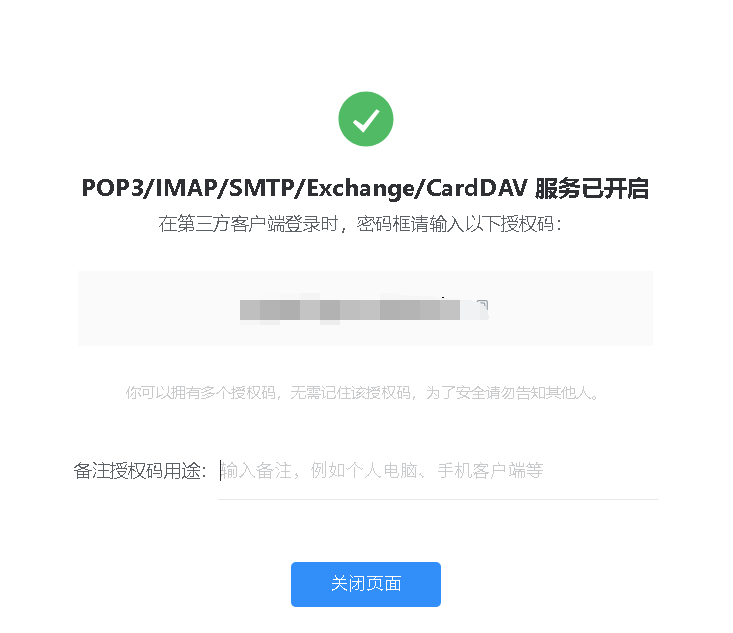 POP3/IMAP/SMTP/Exchange/CardDAV 服务已开启
在第三方客户端登录时，密码框请输入以下授权码：
你可以拥有多个授权码，无需记住该授权码，为了安全请勿告知其他人。
备注授权码用途： 输入备注，例如个人电脑、手机客户端等
关闭页面